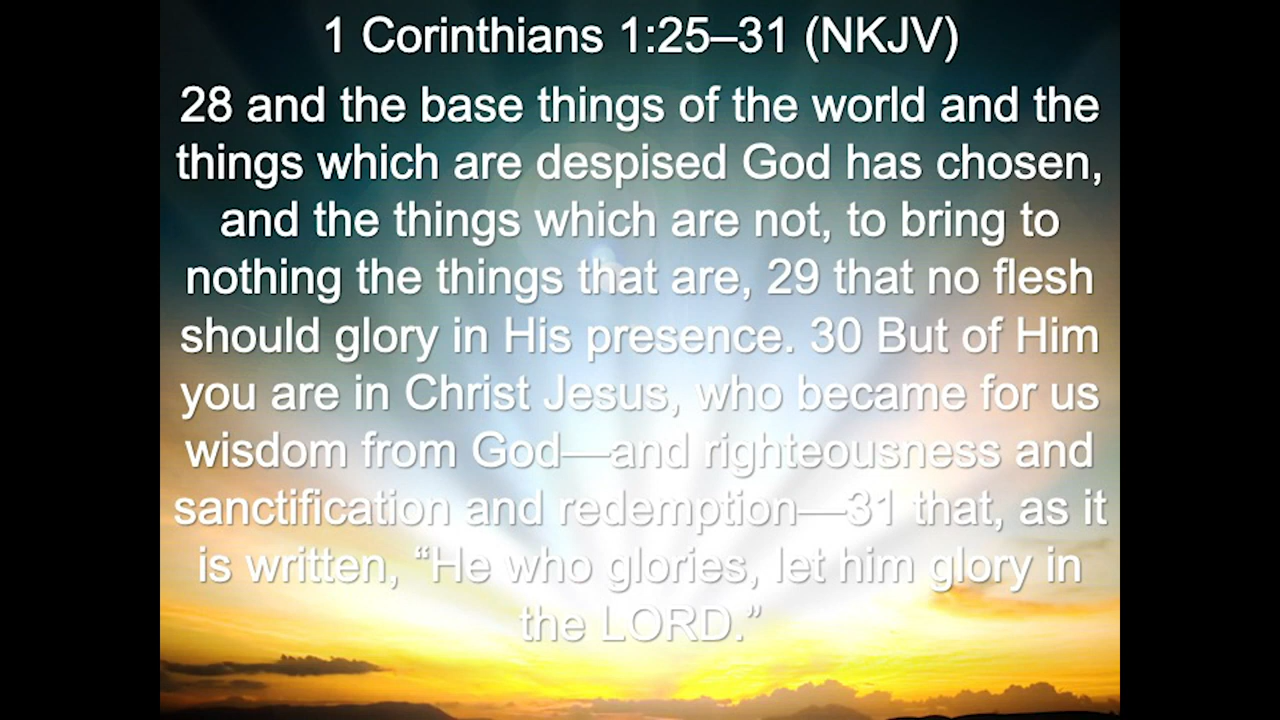 1 Corinthians 1:25–31 (NKJV)
28 and the base things of the world and the
things which are despised God has chosen,
and the things which are not, to bring to
nothing the things that are, 29 that no flesh
should glory in His presence. 30 But of Him
you are in Christ Jesus, who became for us
wisdom from God—and righteousness and
sanctification and redemption—31 that, as it
is written, “He who glories, let him glory in
the LORD.”